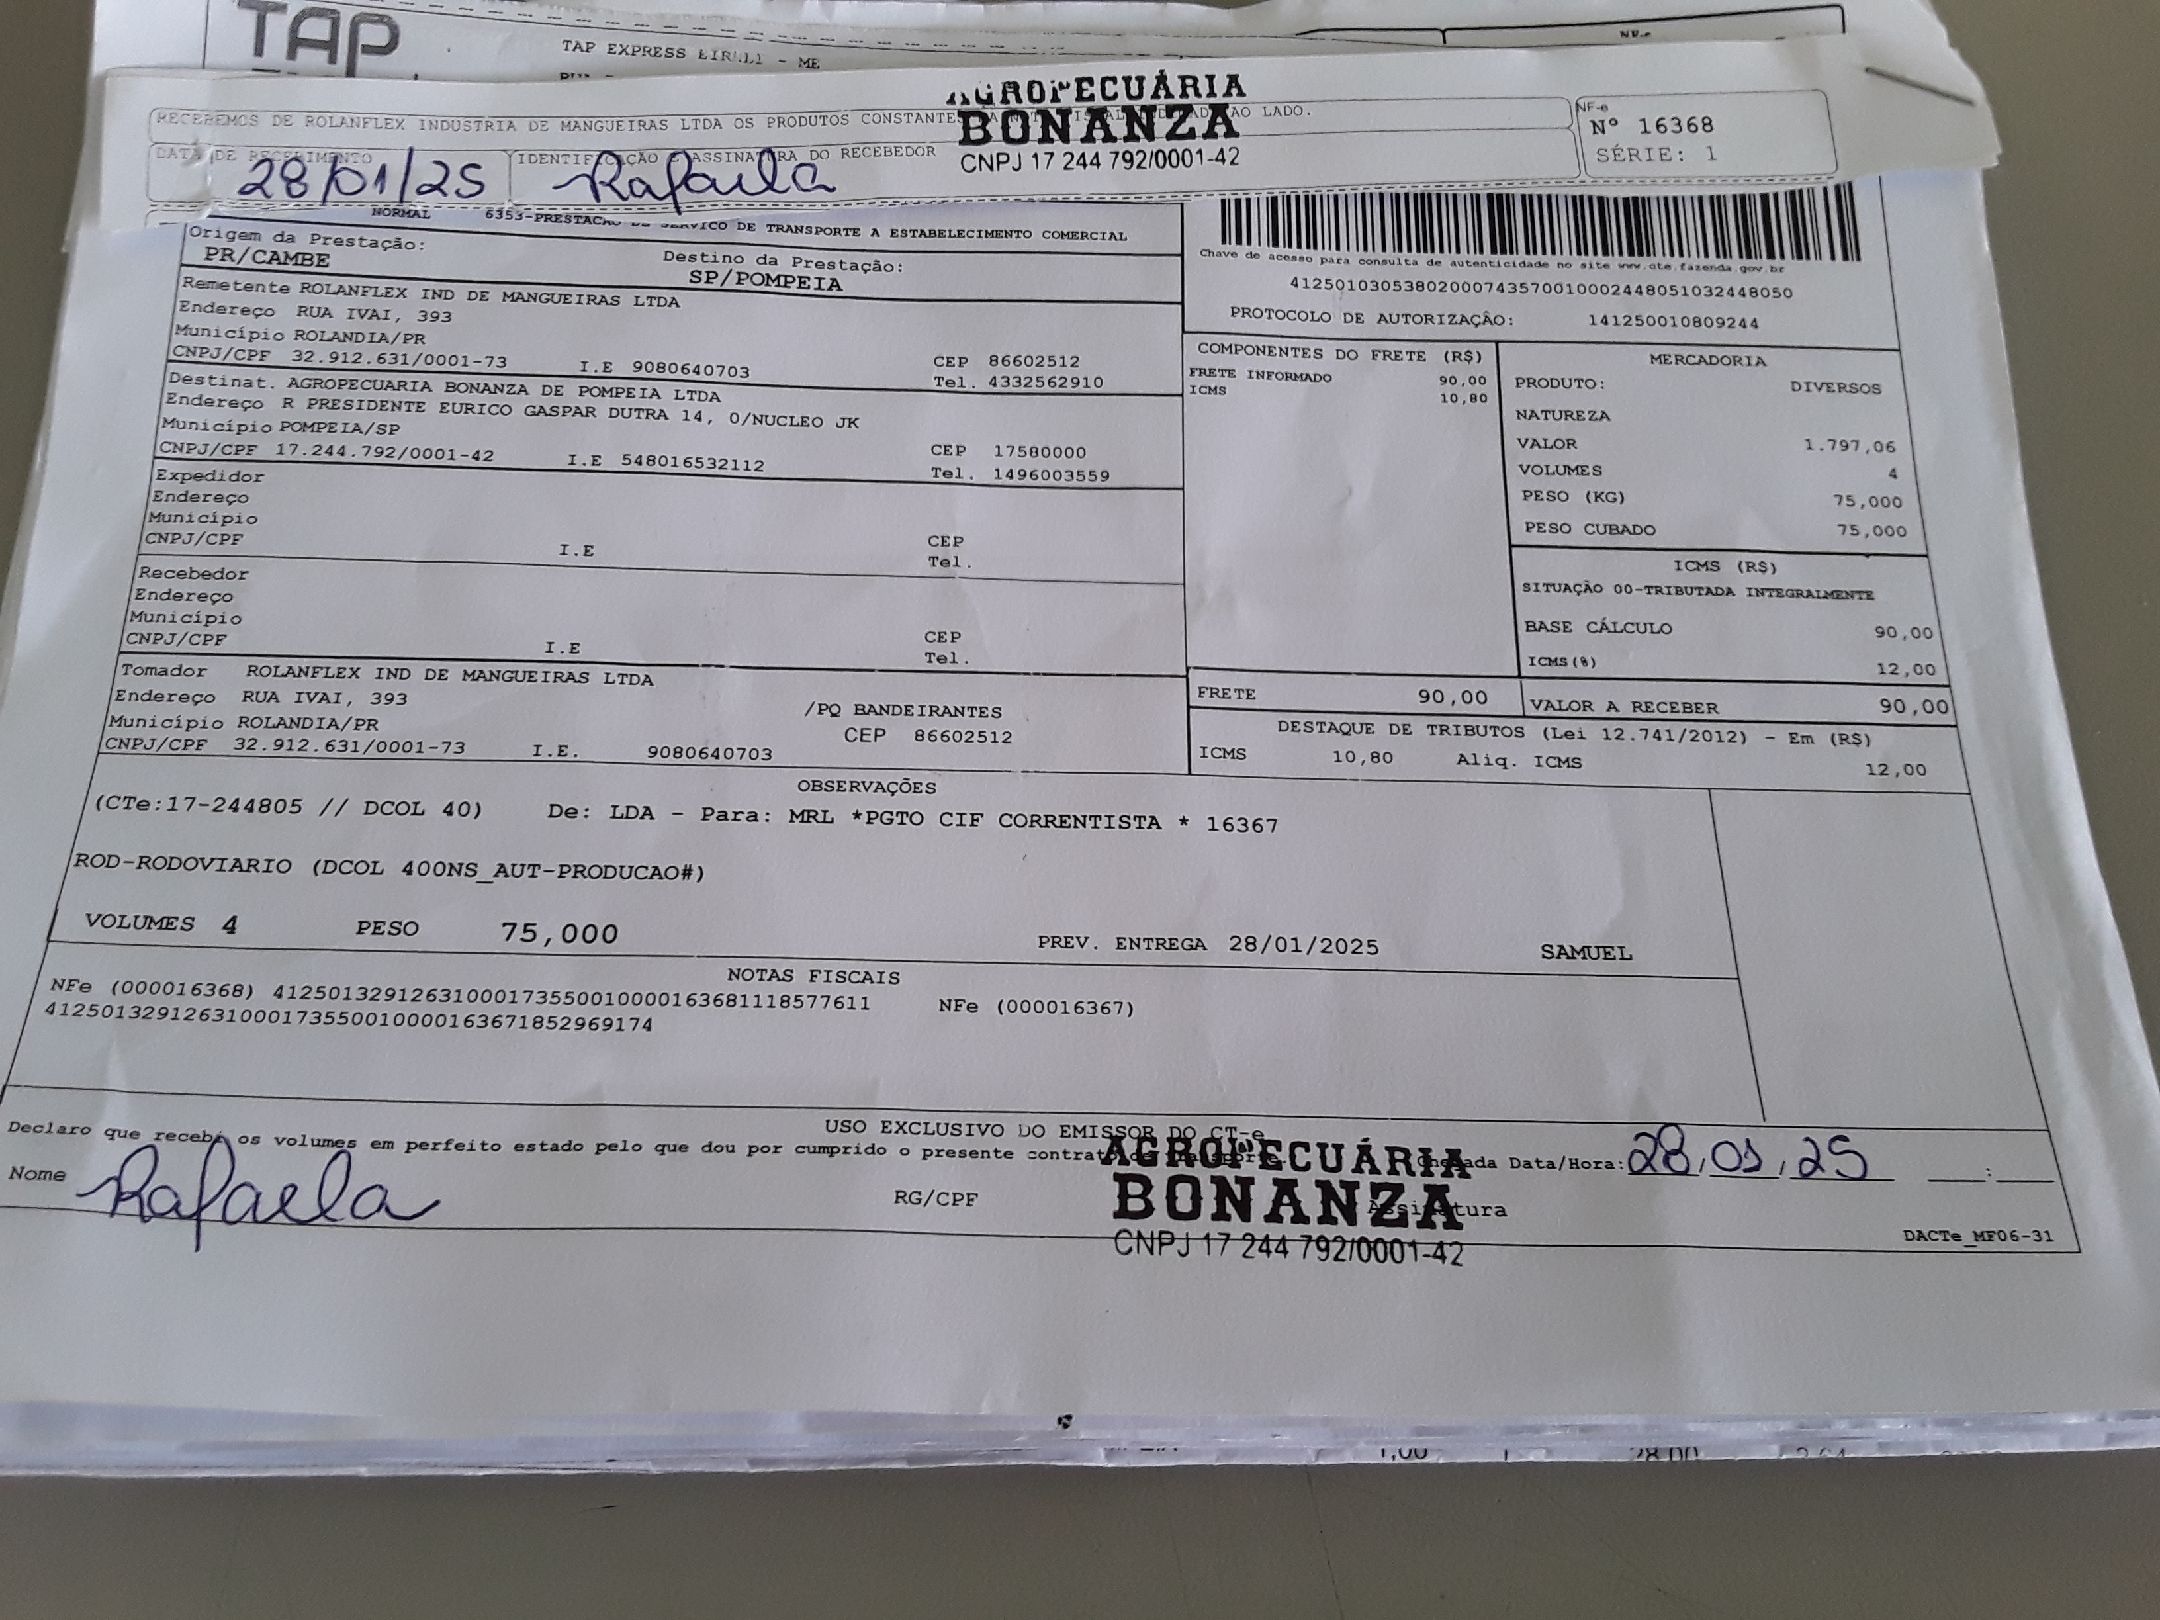 TAP
TAP EXPRESS EIRELI - ME
NF-e
RECEBEMOS DE ROLANFLEX INDUSTRIA DE MANGUEIRAS LTDA OS PRODUTOS CONSTANTES AO LADO.
AGROPECUÁRIA
BONANZA
CNPJ 17 244 792/0001-42
NF-e
Nº 16368
SÉRIE: 1
DATA DE RECEBIMENTO
28/01/25
IDENTIFICAÇÃO E ASSINATURA DO RECEBEDOR
Rafaela
NORMAL 6353-PRESTACAO DE SERVICO DE TRANSPORTE A ESTABELECIMENTO COMERCIAL
Origem da Prestação:
PR/CAMBE
Destino da Prestação:
SP/POMPEIA
Chave de acesso para consulta de autenticidade no site www.cte.fazenda.gov.br
41250103053802000743570010002448051032448050
PROTOCOLO DE AUTORIZAÇÃO: 141250010809244
Remetente ROLANFLEX IND DE MANGUEIRAS LTDA
Endereço RUA IVAI, 393
Município ROLANDIA/PR
CNPJ/CPF 32.912.631/0001-73 I.E 9080640703 CEP 86602512
Tel. 4332562910
Destinat. AGROPECUARIA BONANZA DE POMPEIA LTDA
Endereço R PRESIDENTE EURICO GASPAR DUTRA 14, 0/NUCLEO JK
Município POMPEIA/SP
CNPJ/CPF 17.244.792/0001-42 I.E 548016532112 CEP 17580000
Tel. 1496003559
Expedidor
Endereço
Município
CNPJ/CPF I.E CEP
Tel.
Recebedor
Endereço
Município
CNPJ/CPF I.E CEP
Tel.
Tomador ROLANFLEX IND DE MANGUEIRAS LTDA
Endereço RUA IVAI, 393 /PQ BANDEIRANTES
Município ROLANDIA/PR CEP 86602512
CNPJ/CPF 32.912.631/0001-73 I.E. 9080640703
COMPONENTES DO FRETE (R$)
FRETE INFORMADO 90,00
ICMS 10,80
MERCADORIA
PRODUTO: DIVERSOS
NATUREZA
VALOR 1.797,06
VOLUMES 4
PESO (KG) 75,000
PESO CUBADO 75,000
ICMS (R$)
SITUAÇÃO 00-TRIBUTADA INTEGRALMENTE
BASE CÁLCULO 90,00
ICMS(%) 12,00
FRETE 90,00 VALOR A RECEBER 90,00
DESTAQUE DE TRIBUTOS (Lei 12.741/2012) - Em (R$)
ICMS 10,80 Aliq. ICMS 12,00
OBSERVAÇÕES
(CTe:17-244805 // DCOL 40) De: LDA - Para: MRL *PGTO CIF CORRENTISTA * 16367
ROD-RODOVIARIO (DCOL 400NS_AUT-PRODUCAO#)
VOLUMES 4 PESO 75,000 PREV. ENTREGA 28/01/2025 SAMUEL
NOTAS FISCAIS
NFe (000016368) 41250132912631000173550010000163681118577611 NFe (000016367)
41250132912631000173550010000163671852969174
USO EXCLUSIVO DO EMISSOR DO CT-e
Declaro que recebi os volumes em perfeito estado pelo que dou por cumprido o presente contrato de transporte.
Chegada Data/Hora: 28/01/25 :
Nome Rafaela RG/CPF Assinatura
AGROPECUÁRIA
BONANZA
CNPJ 17 244 792/0001-42
DACTe_MF06-31
1,00 28,00